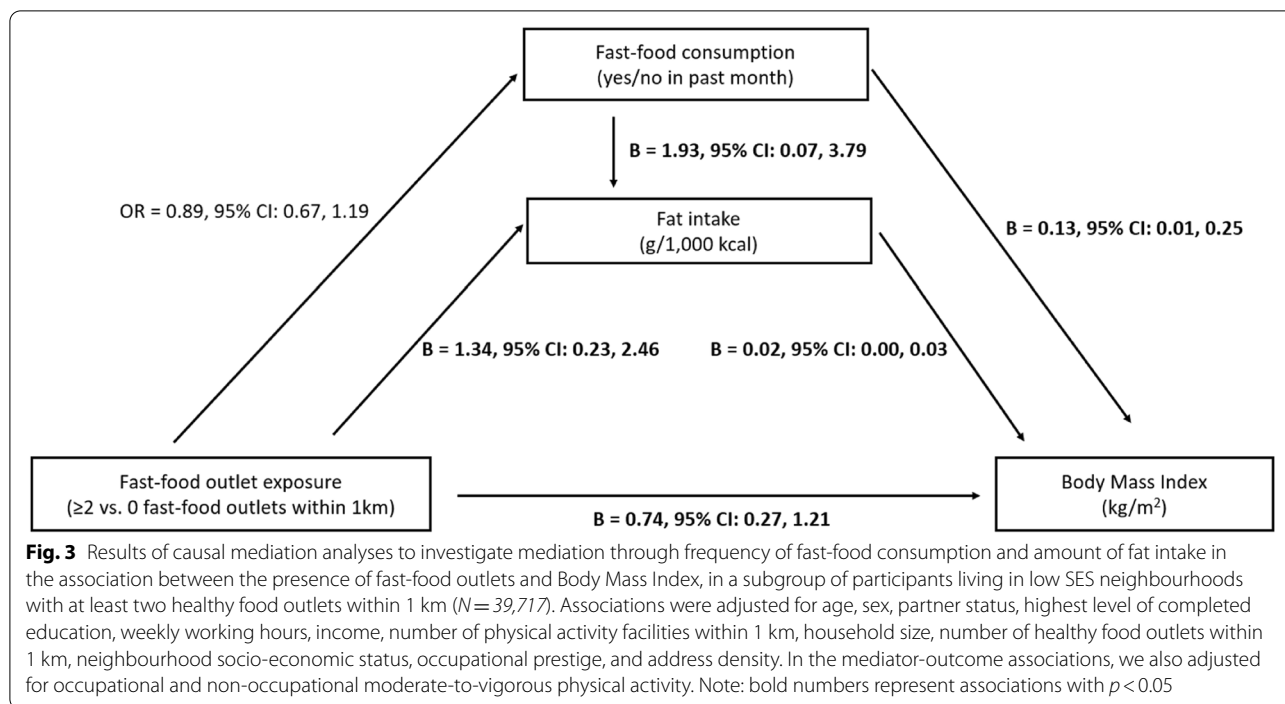 Fast-food consumption
(yes/no in past month)
B = 1.93, 95% CI: 0.07, 3.79
OR = 0.89, 95% CI: 0.67, 1.19
Fat intake
(g/1,000 kcal)
B = 0.13, 95% CI: 0.01, 0.25
B = 1.34, 95% CI: 0.23, 2.46
B = 0.02, 95% CI: 0.00, 0.03
Fast-food outlet exposure
(≥2 vs. 0 fast-food outlets within 1km)
Body Mass Index
(kg/m²)
B = 0.74, 95% CI: 0.27, 1.21
Fig. 3 Results of causal mediation analyses to investigate mediation through frequency of fast-food consumption and amount of fat intake in
the association between the presence of fast-food outlets and Body Mass Index, in a subgroup of participants living in low SES neighbourhoods
with at least two healthy food outlets within 1 km (N = 39,717). Associations were adjusted for age, sex, partner status, highest level of completed
education, weekly working hours, income, number of physical activity facilities within 1 km, household size, number of healthy food outlets within
1 km, neighbourhood socio-economic status, occupational prestige, and address density. In the mediator-outcome associations, we also adjusted
for occupational and non-occupational moderate-to-vigorous physical activity. Note: bold numbers represent associations with p < 0.05